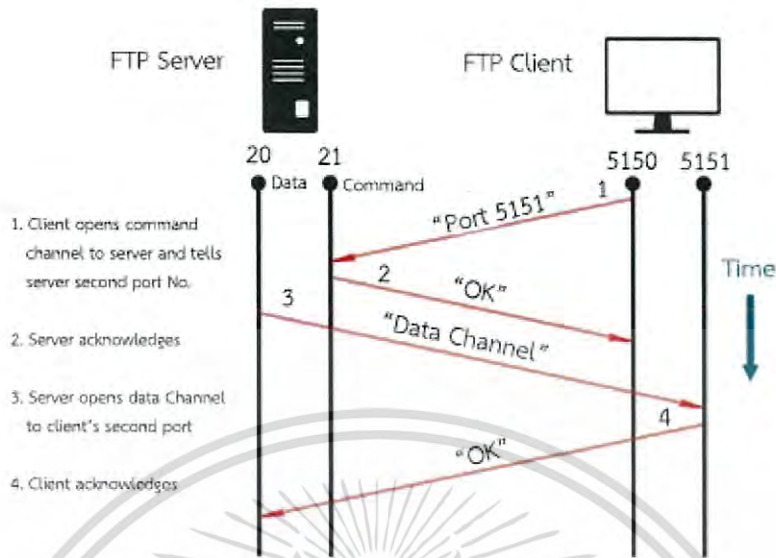 FTP Server
FTP Client
20
21
5150
5151
Data
Command
1
"Port 5151"
1. Client opens command
channel to server and tells
server second port No.
2
"OK"
Time
3
"Data Channel"
2. Server acknowledges
3. Server opens data Channel
to client's second port
4
"OK"
4. Client acknowledges